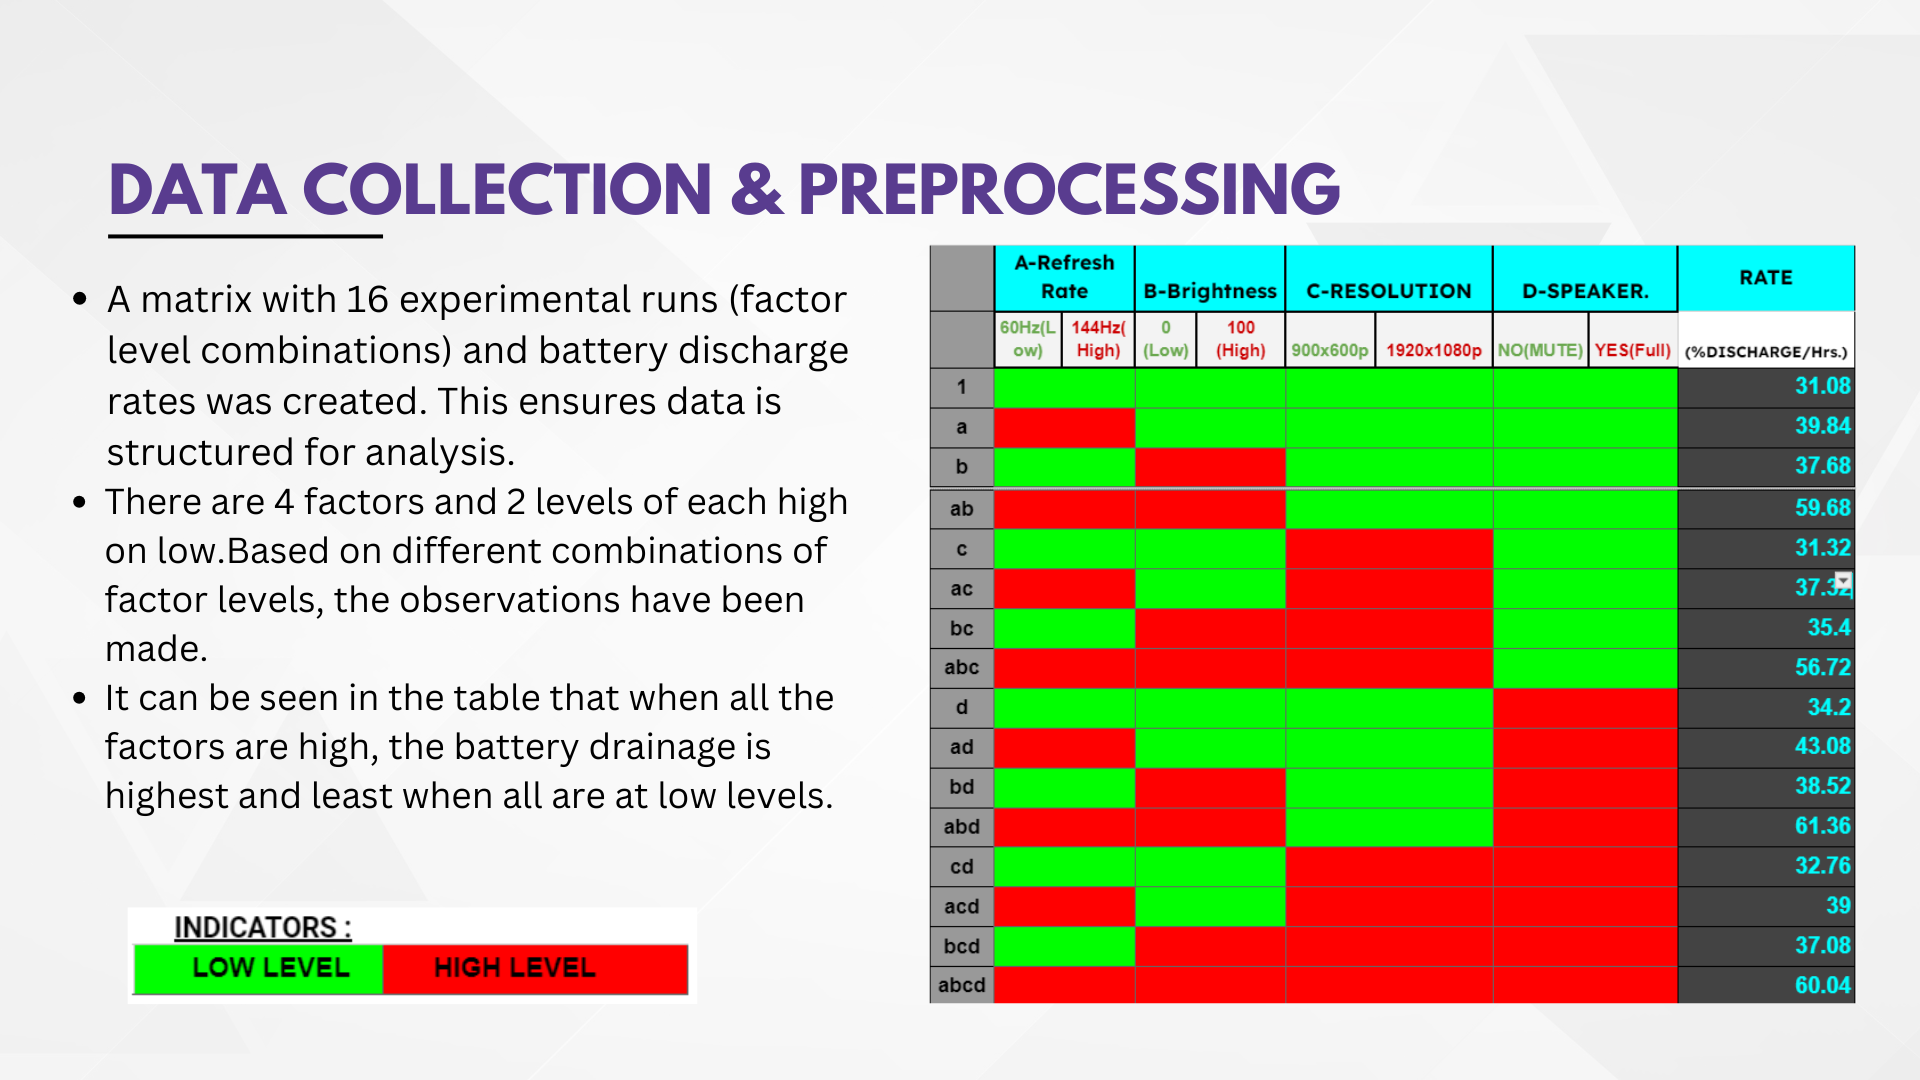 DATA COLLECTION & PREPROCESSING
• A matrix with 16 experimental runs (factor
level combinations) and battery discharge
rates was created. This ensures data is
structured for analysis.
• There are 4 factors and 2 levels of each high
on low.Based on different combinations of
factor levels, the observations have been
made.
• It can be seen in the table that when all the
factors are high, the battery drainage is
highest and least when all are at low levels.
INDICATORS :
LOW LEVEL HIGH LEVEL
A-Refresh
Rate B-Brightness C-RESOLUTION D-SPEAKER. RATE
60Hz(L 144Hz( 0 100
ow) High) (Low) (High) 900x600p 1920x1080p NO(MUTE) YES(Full) (%DISCHARGE/Hrs.)
1 31.08
a 39.84
b 37.68
ab 59.68
c 31.32
ac 37.32
bc 35.4
abc 56.72
d 34.2
ad 43.08
bd 38.52
abd 61.36
cd 32.76
acd 39
bcd 37.08
abcd 60.04